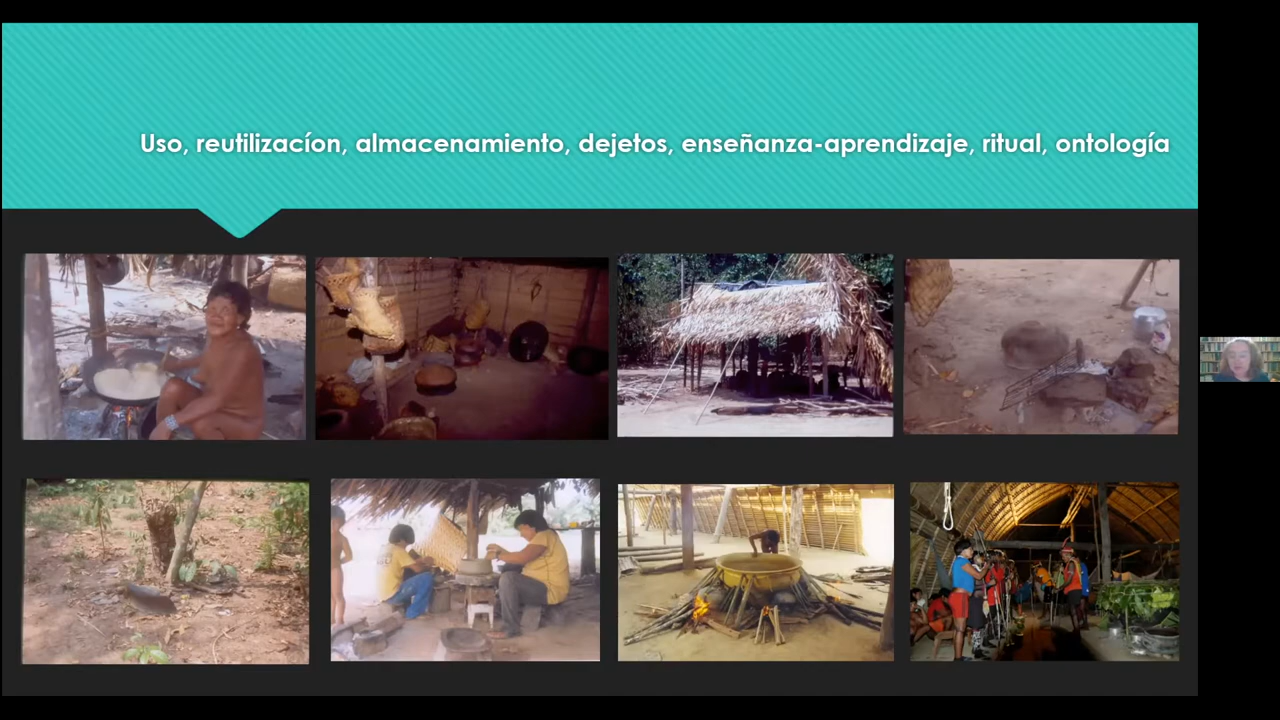 Uso, reutilizacíon, almacenamiento, dejetos, enseñanza-aprendizaje, ritual, ontología